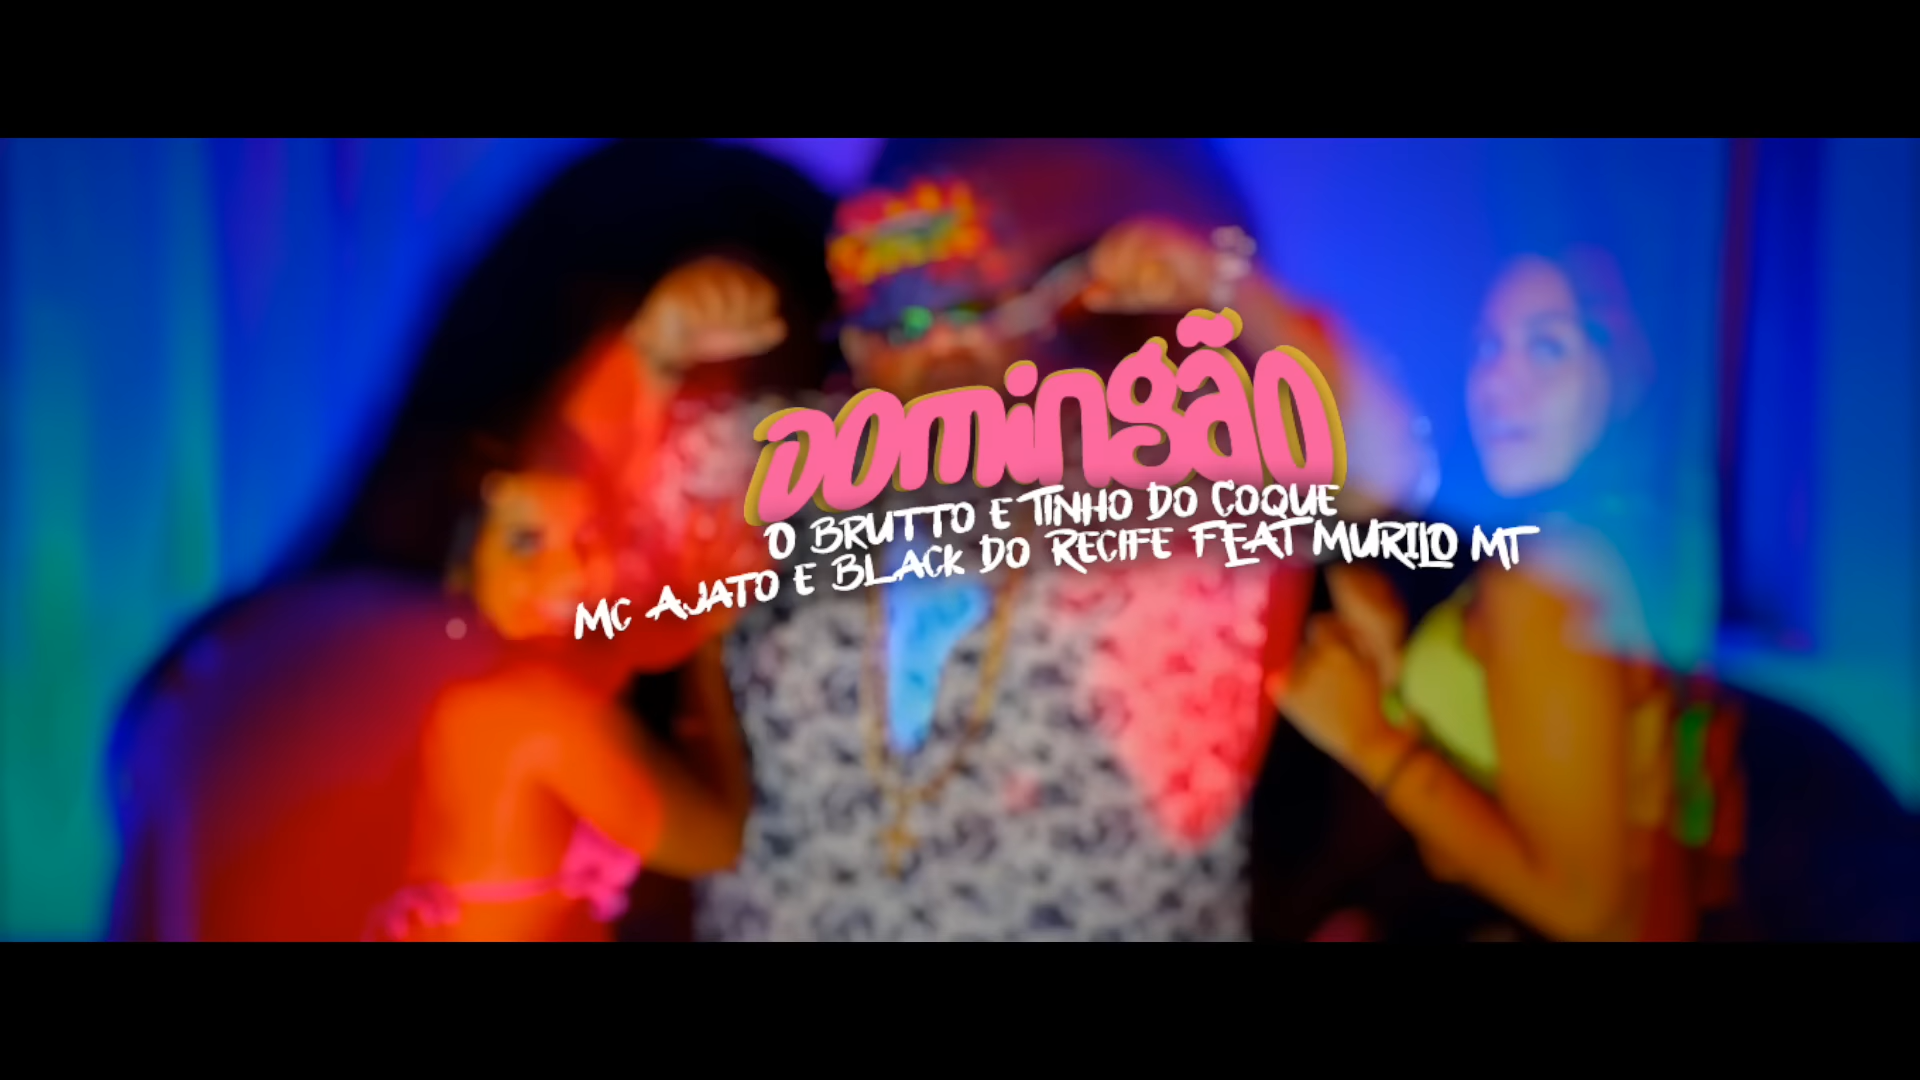 Domingão
O BRUTTO E TINHO DO COQUE
MC AJATO E BLACK DO RECIFE FEAT MURILO MT